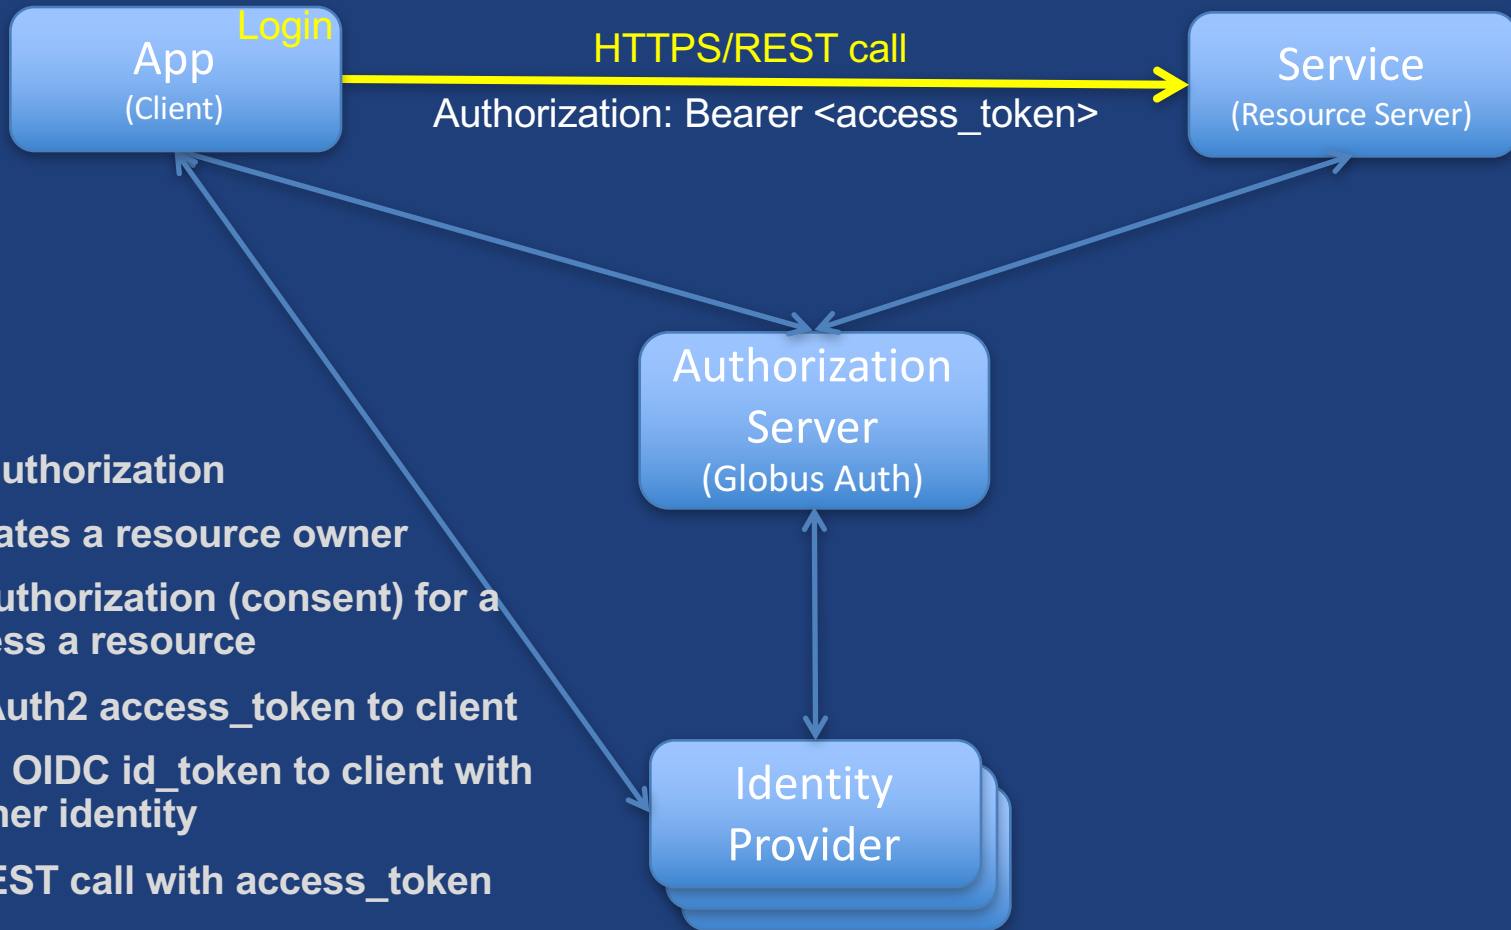 Login
App
(Client)
HTTPS/REST call
Authorization: Bearer <access_token>
Service
(Resource Server)
Authorization
Server
(Globus Auth)
uthorization
ates a resource owner
uthorization (consent) for a
ess a resource
Auth2 access_token to client
OIDC id_token to client with
ner identity
EST call with access_token
Identity
Provider